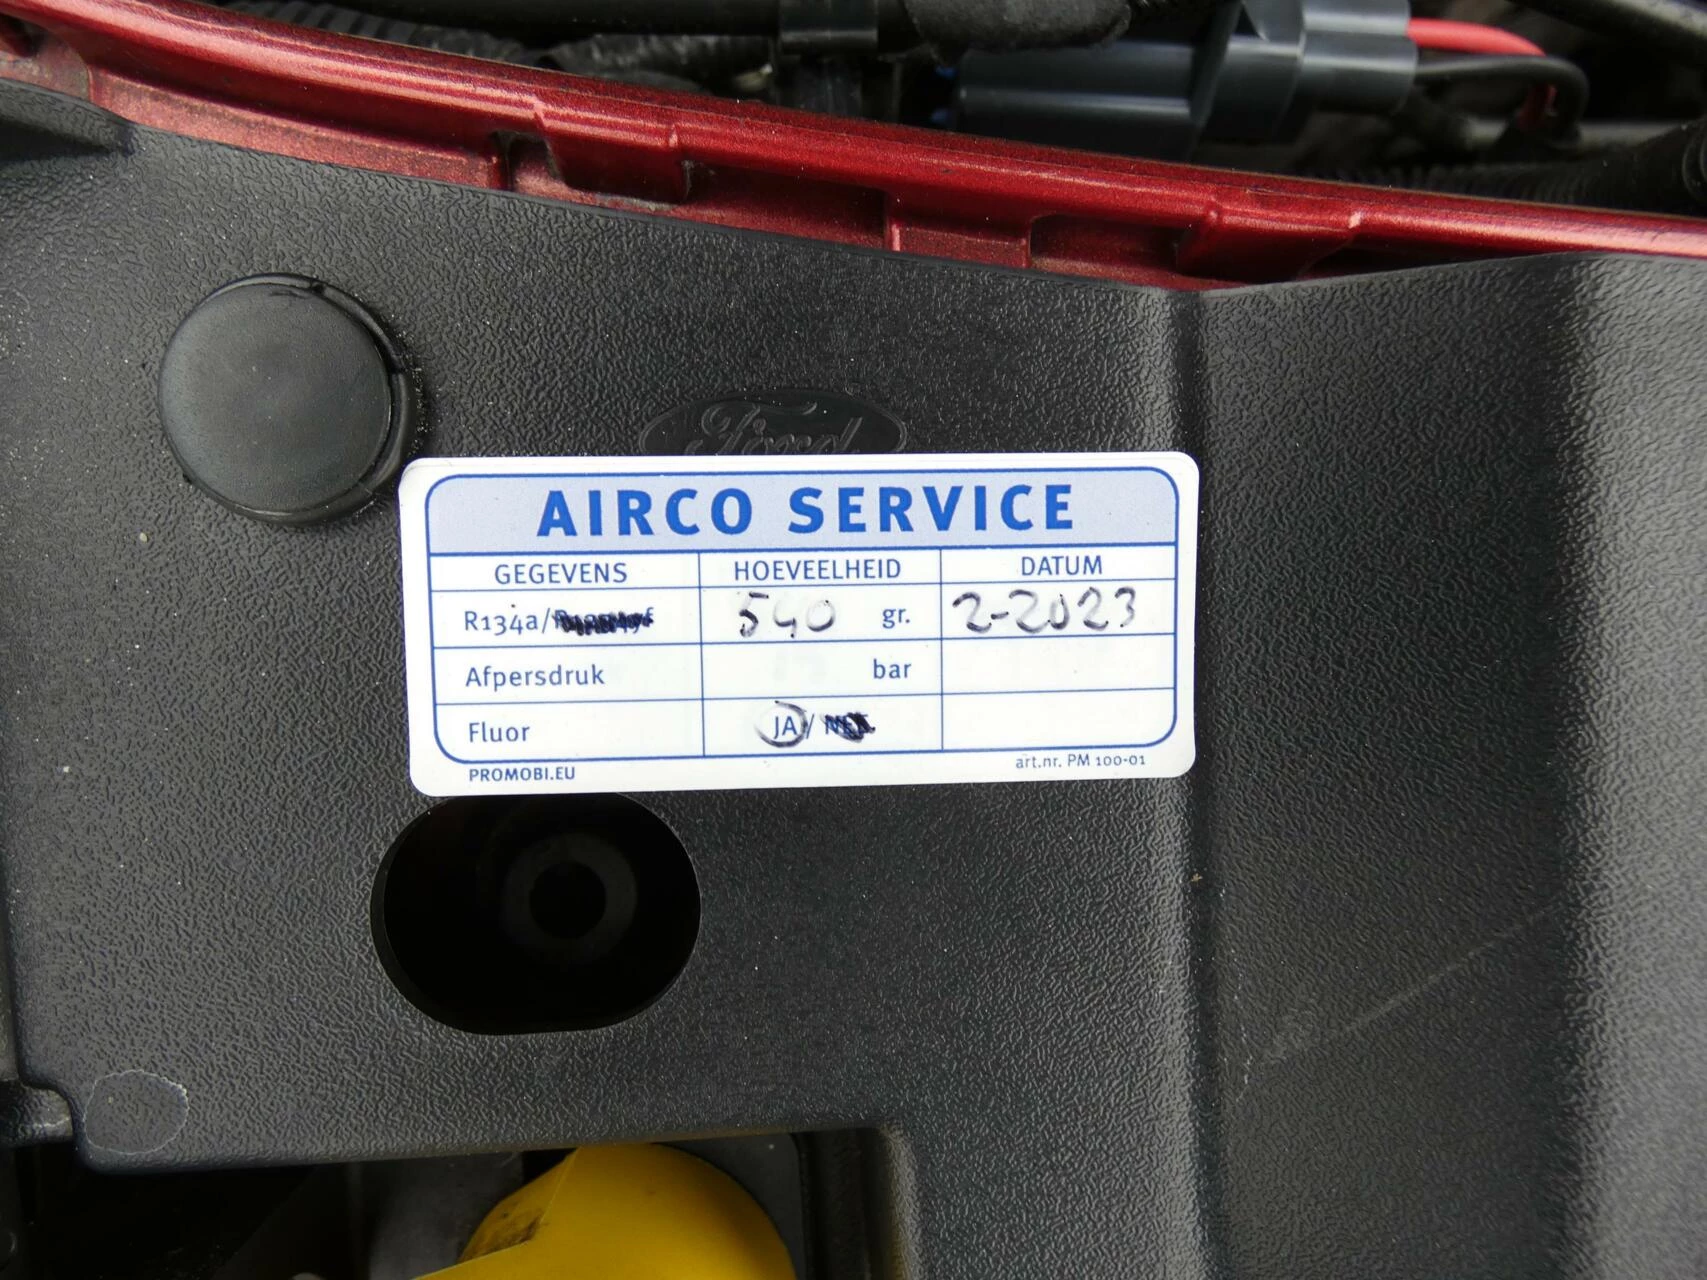 Ford
AIRCO SERVICE
GEGEVENS HOEVEELHEID DATUM
R134a/ 540 gr. 2-2023
Afpersdruk bar
Fluor JA/
PROMOBI.EU art.nr. PM 100-01